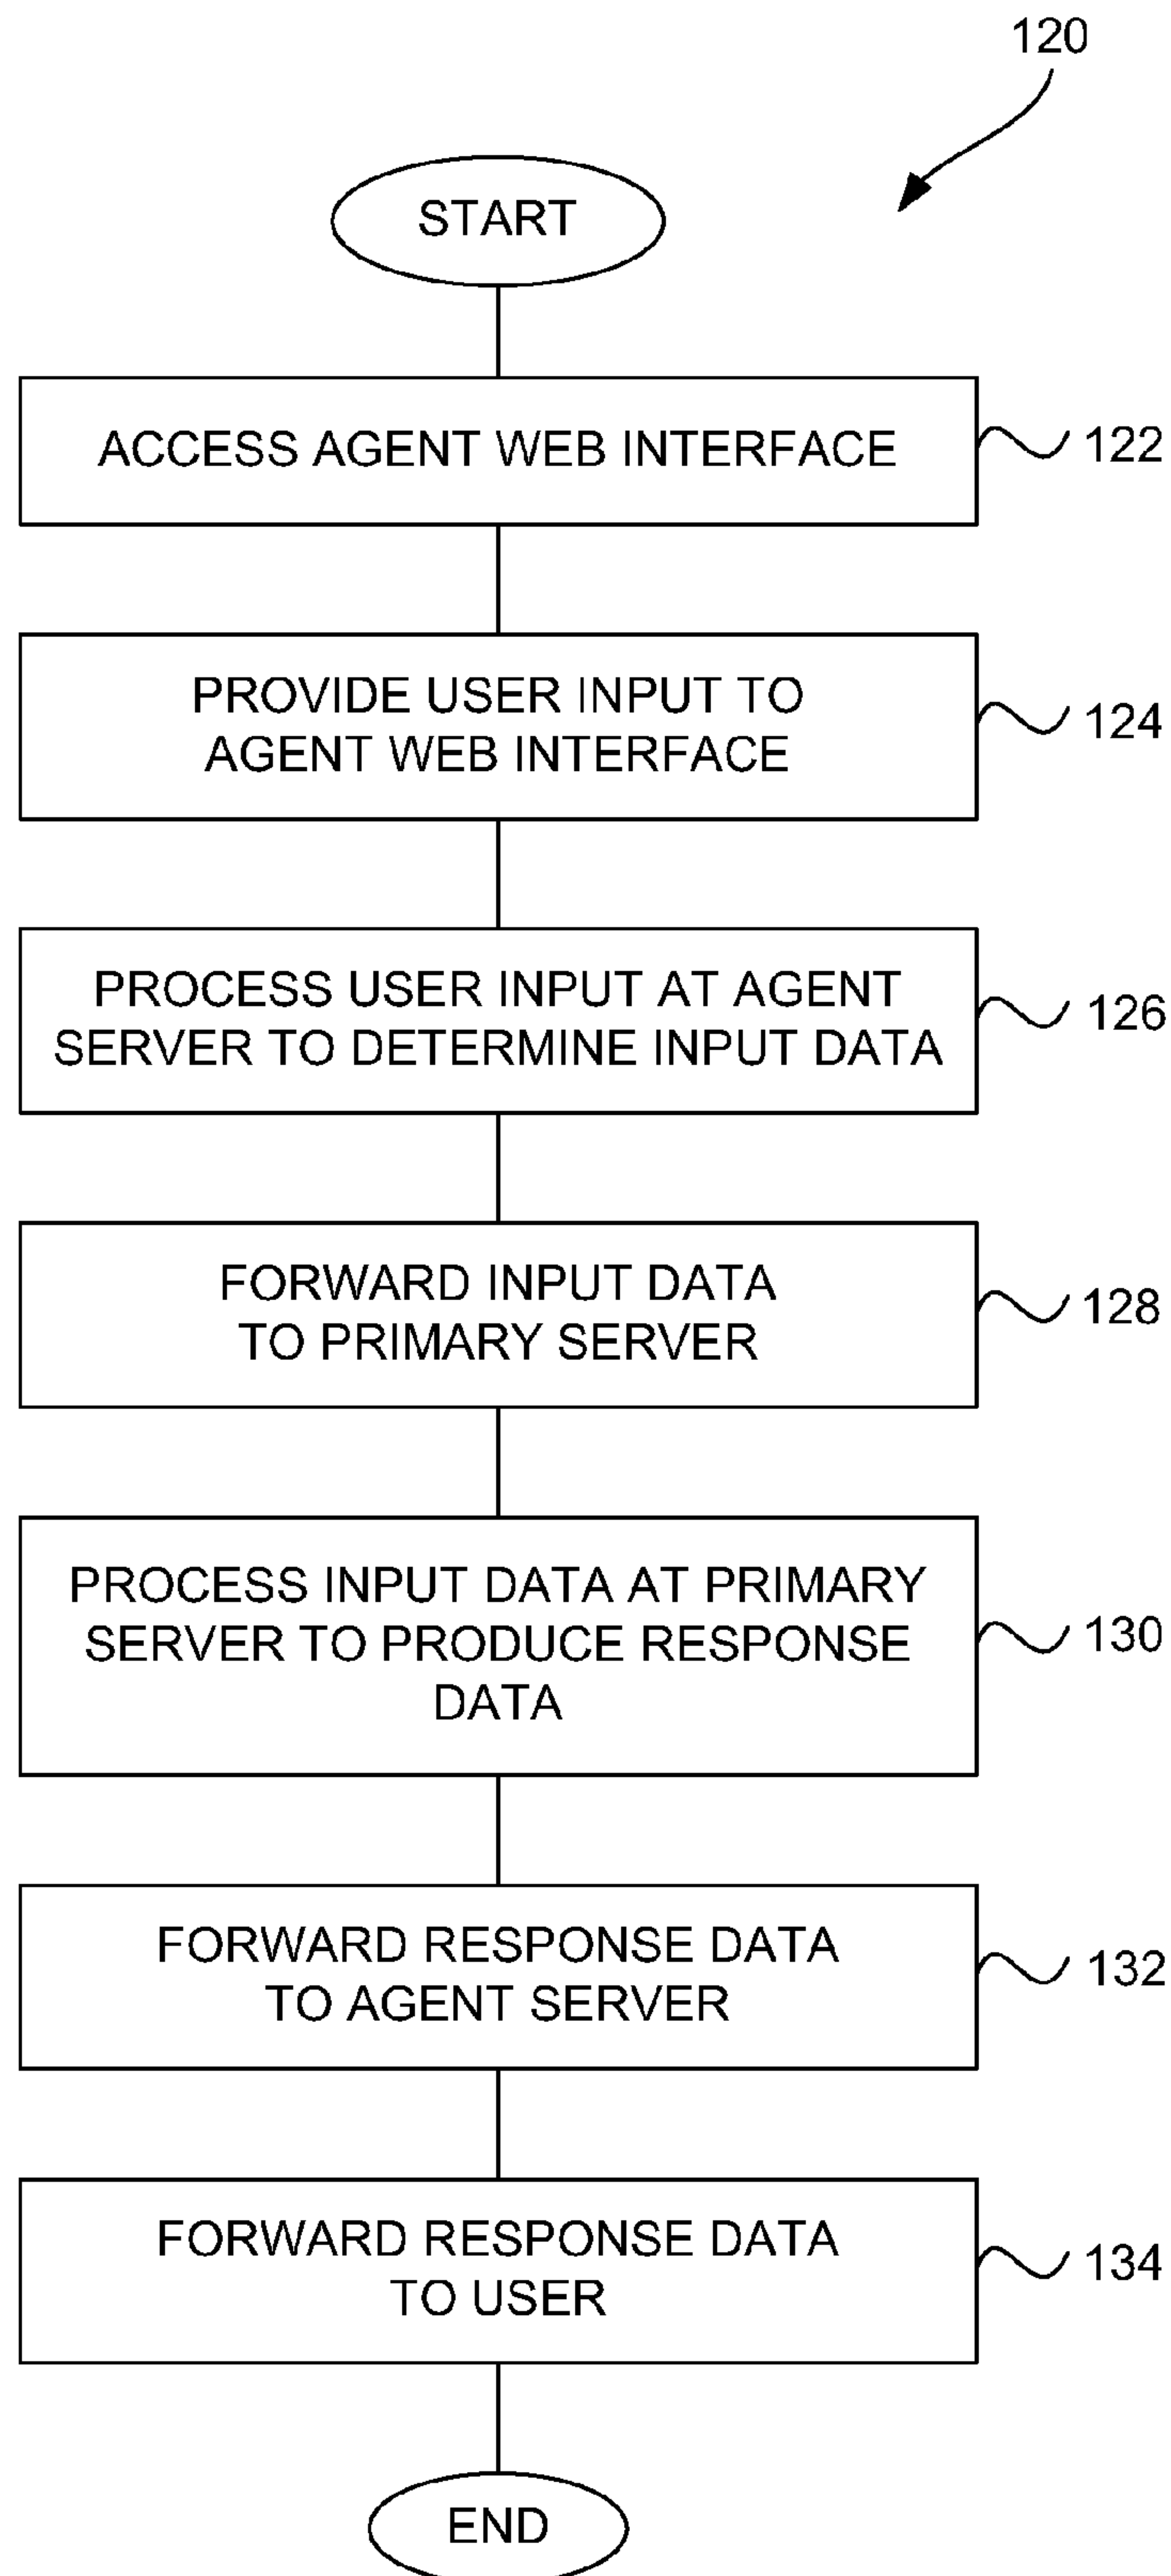 120
START
ACCESS AGENT WEB INTERFACE
122
PROVIDE USER INPUT TO
AGENT WEB INTERFACE
124
PROCESS USER INPUT AT AGENT
SERVER TO DETERMINE INPUT DATA
126
FORWARD INPUT DATA
TO PRIMARY SERVER
128
PROCESS INPUT DATA AT PRIMARY
SERVER TO PRODUCE RESPONSE
DATA
130
FORWARD RESPONSE DATA
TO AGENT SERVER
132
FORWARD RESPONSE DATA
TO USER
134
END